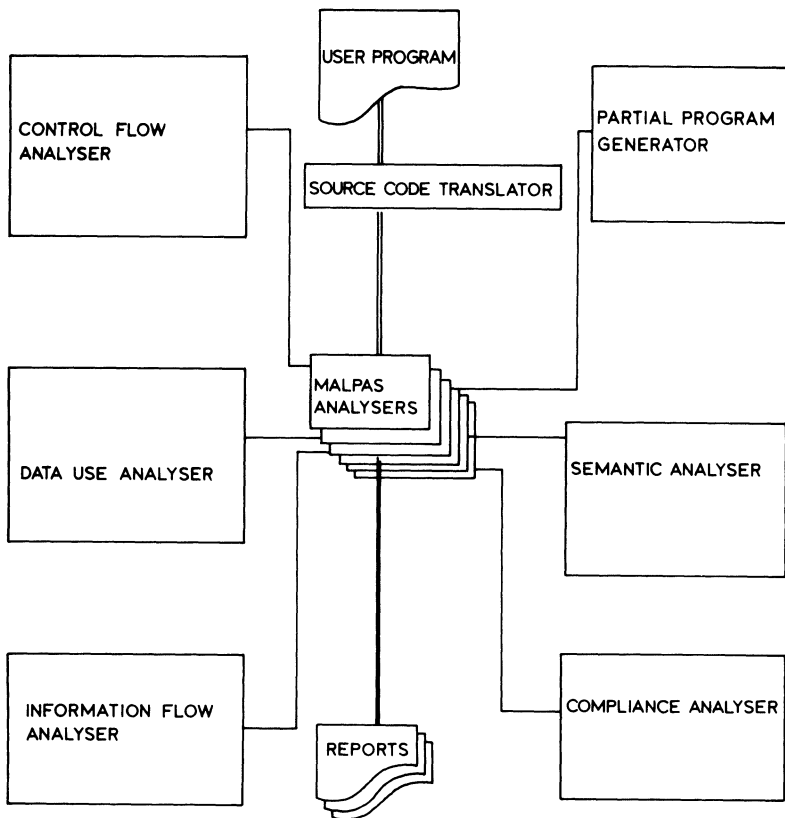 USER PROGRAM
CONTROL FLOW
ANALYSER
PARTIAL PROGRAM
GENERATOR
SOURCE CODE TRANSLATOR
MALPAS
ANALYSERS
DATA USE ANALYSER
SEMANTIC ANALYSER
INFORMATION FLOW
ANALYSER
COMPLIANCE ANALYSER
REPORTS